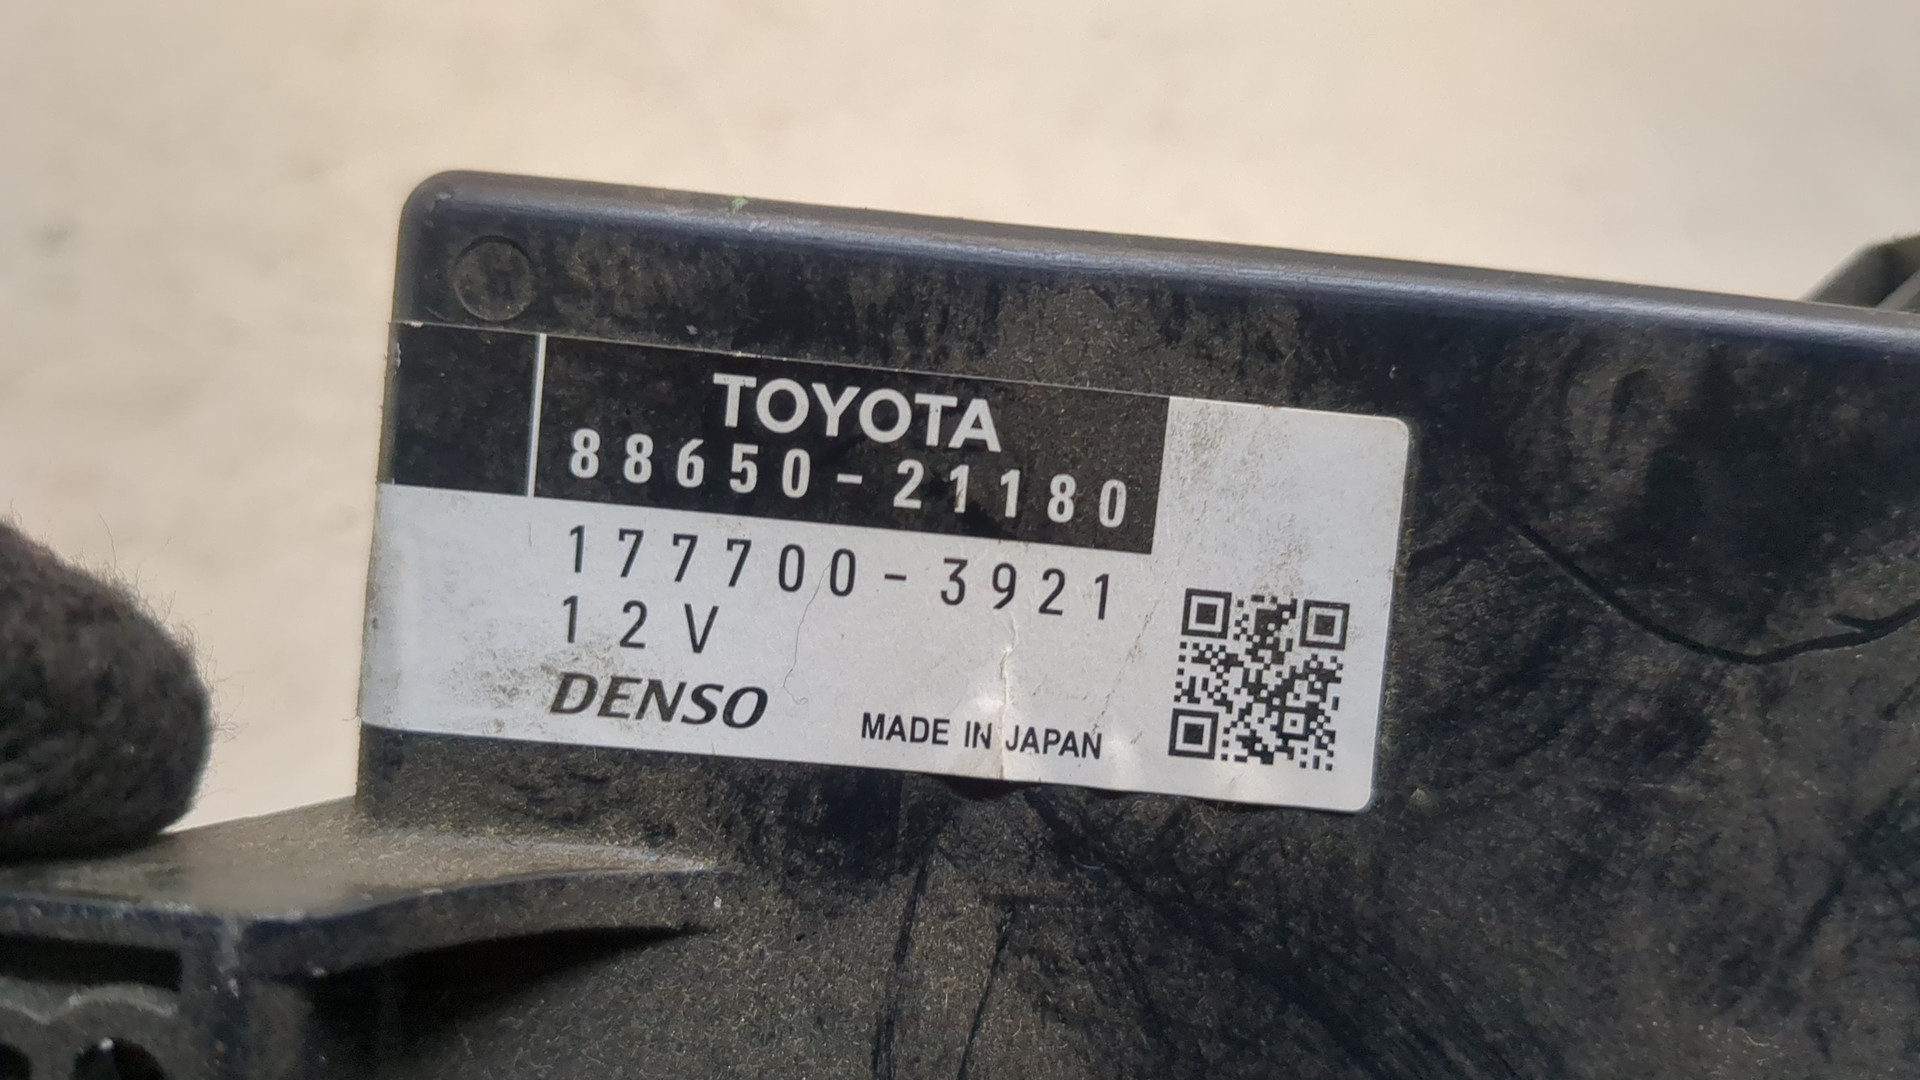 TOYOTA
88650-21180
177700-3921
12V
DENSO
MADE IN JAPAN